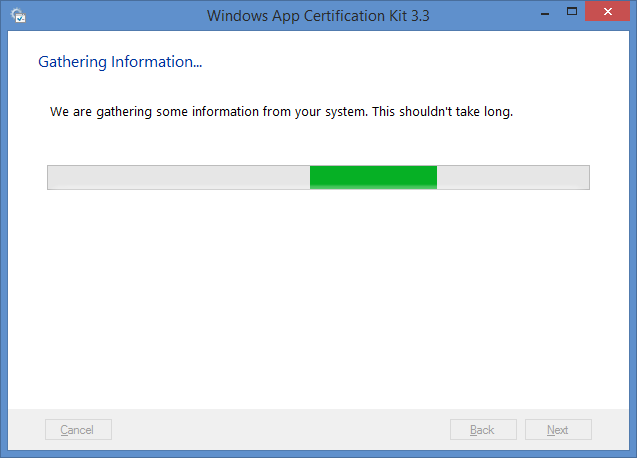 Windows App Certification Kit 3.3
Gathering Information...
We are gathering some information from your system. This shouldn't take long.
Cancel
Back
Next